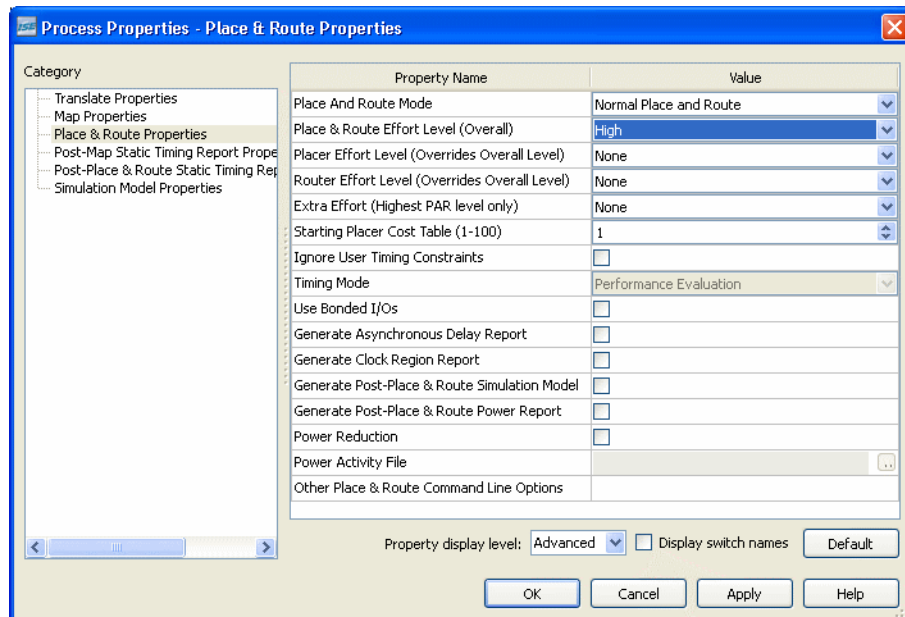 ISE Process Properties - Place & Route Properties
Category
Translate Properties
Map Properties
Place & Route Properties
Post-Map Static Timing Report Prope
Post-Place & Route Static Timing Rep
Simulation Model Properties
Property Name Value
Place And Route Mode Normal Place and Route
Place & Route Effort Level (Overall) High
Placer Effort Level (Overrides Overall Level) None
Router Effort Level (Overrides Overall Level) None
Extra Effort (Highest PAR level only) None
Starting Placer Cost Table (1-100) 1
Ignore User Timing Constraints
Timing Mode Performance Evaluation
Use Bonded I/Os
Generate Asynchronous Delay Report
Generate Clock Region Report
Generate Post-Place & Route Simulation Model
Generate Post-Place & Route Power Report
Power Reduction
Power Activity File ..
Other Place & Route Command Line Options
Property display level: Advanced Display switch names Default
OK Cancel Apply Help